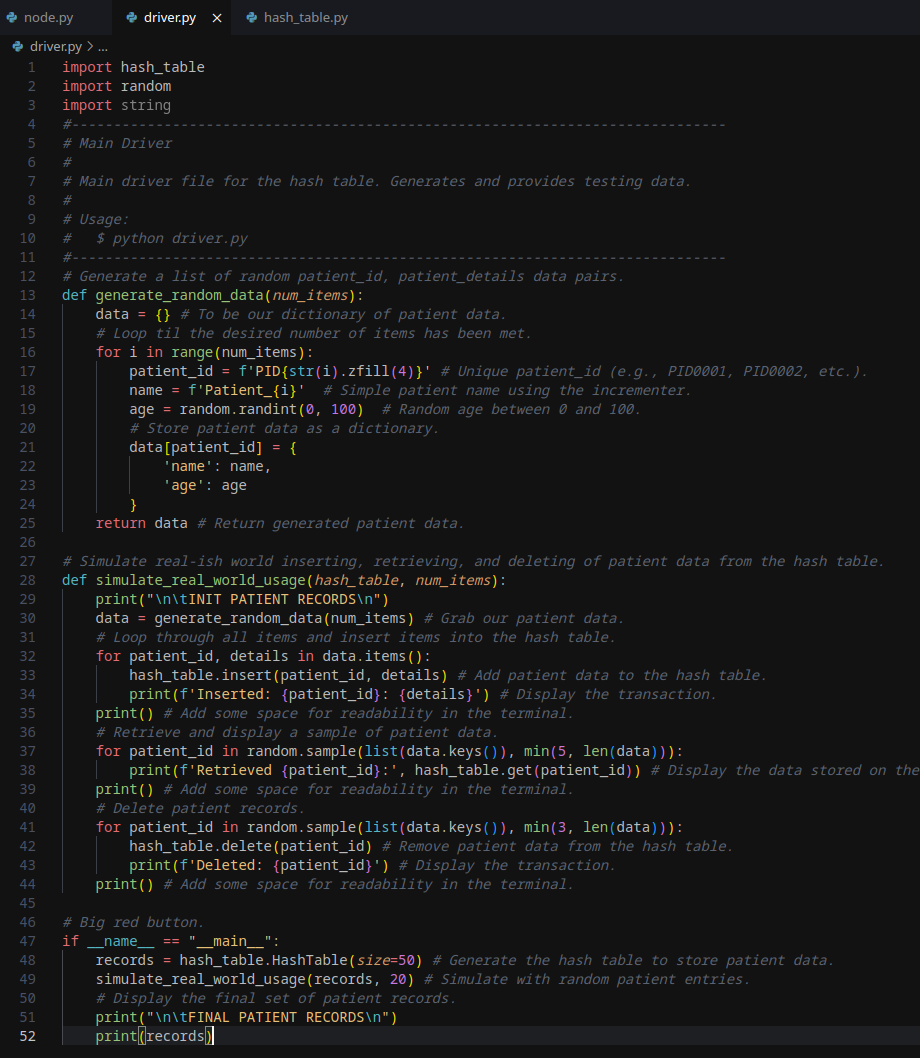 node.py driver.py × hash_table.py
driver.py > ...
1 import hash_table
2 import random
3 import string
4 #------------------------------------------------------------------------------
5 # Main Driver
6 #
7 # Main driver file for the hash table. Generates and provides testing data.
8 #
9 # Usage:
10 #   $ python driver.py
11 #------------------------------------------------------------------------------
12 # Generate a list of random patient_id, patient_details data pairs.
13 def generate_random_data(num_items):
14     data = {} # To be our dictionary of patient data.
15     # Loop til the desired number of items has been met.
16     for i in range(num_items):
17         patient_id = f'PID{str(i).zfill(4)}' # Unique patient_id (e.g., PID0001, PID0002, etc.).
18         name = f'Patient_{i}'  # Simple patient name using the incrementer.
19         age = random.randint(0, 100)  # Random age between 0 and 100.
20         # Store patient data as a dictionary.
21         data[patient_id] = {
22             'name': name,
23             'age': age
24         }
25     return data # Return generated patient data.
26
27 # Simulate real-ish world inserting, retrieving, and deleting of patient data from the hash table.
28 def simulate_real_world_usage(hash_table, num_items):
29     print("\n\tINIT PATIENT RECORDS\n")
30     data = generate_random_data(num_items) # Grab our patient data.
31     # Loop through all items and insert items into the hash table.
32     for patient_id, details in data.items():
33         hash_table.insert(patient_id, details) # Add patient data to the hash table.
34         print(f'Inserted: {patient_id}: {details}') # Display the transaction.
35     print() # Add some space for readability in the terminal.
36     # Retrieve and display a sample of patient data.
37     for patient_id in random.sample(list(data.keys()), min(5, len(data))):
38         print(f'Retrieved {patient_id}:', hash_table.get(patient_id)) # Display the data stored on the
39     print() # Add some space for readability in the terminal.
40     # Delete patient records.
41     for patient_id in random.sample(list(data.keys()), min(3, len(data))):
42         hash_table.delete(patient_id) # Remove patient data from the hash table.
43         print(f'Deleted: {patient_id}') # Display the transaction.
44     print() # Add some space for readability in the terminal.
45
46 # Big red button.
47 if __name__ == "__main__":
48     records = hash_table.HashTable(size=50) # Generate the hash table to store patient data.
49     simulate_real_world_usage(records, 20) # Simulate with random patient entries.
50     # Display the final set of patient records.
51     print("\n\tFINAL PATIENT RECORDS\n")
52     print(records)